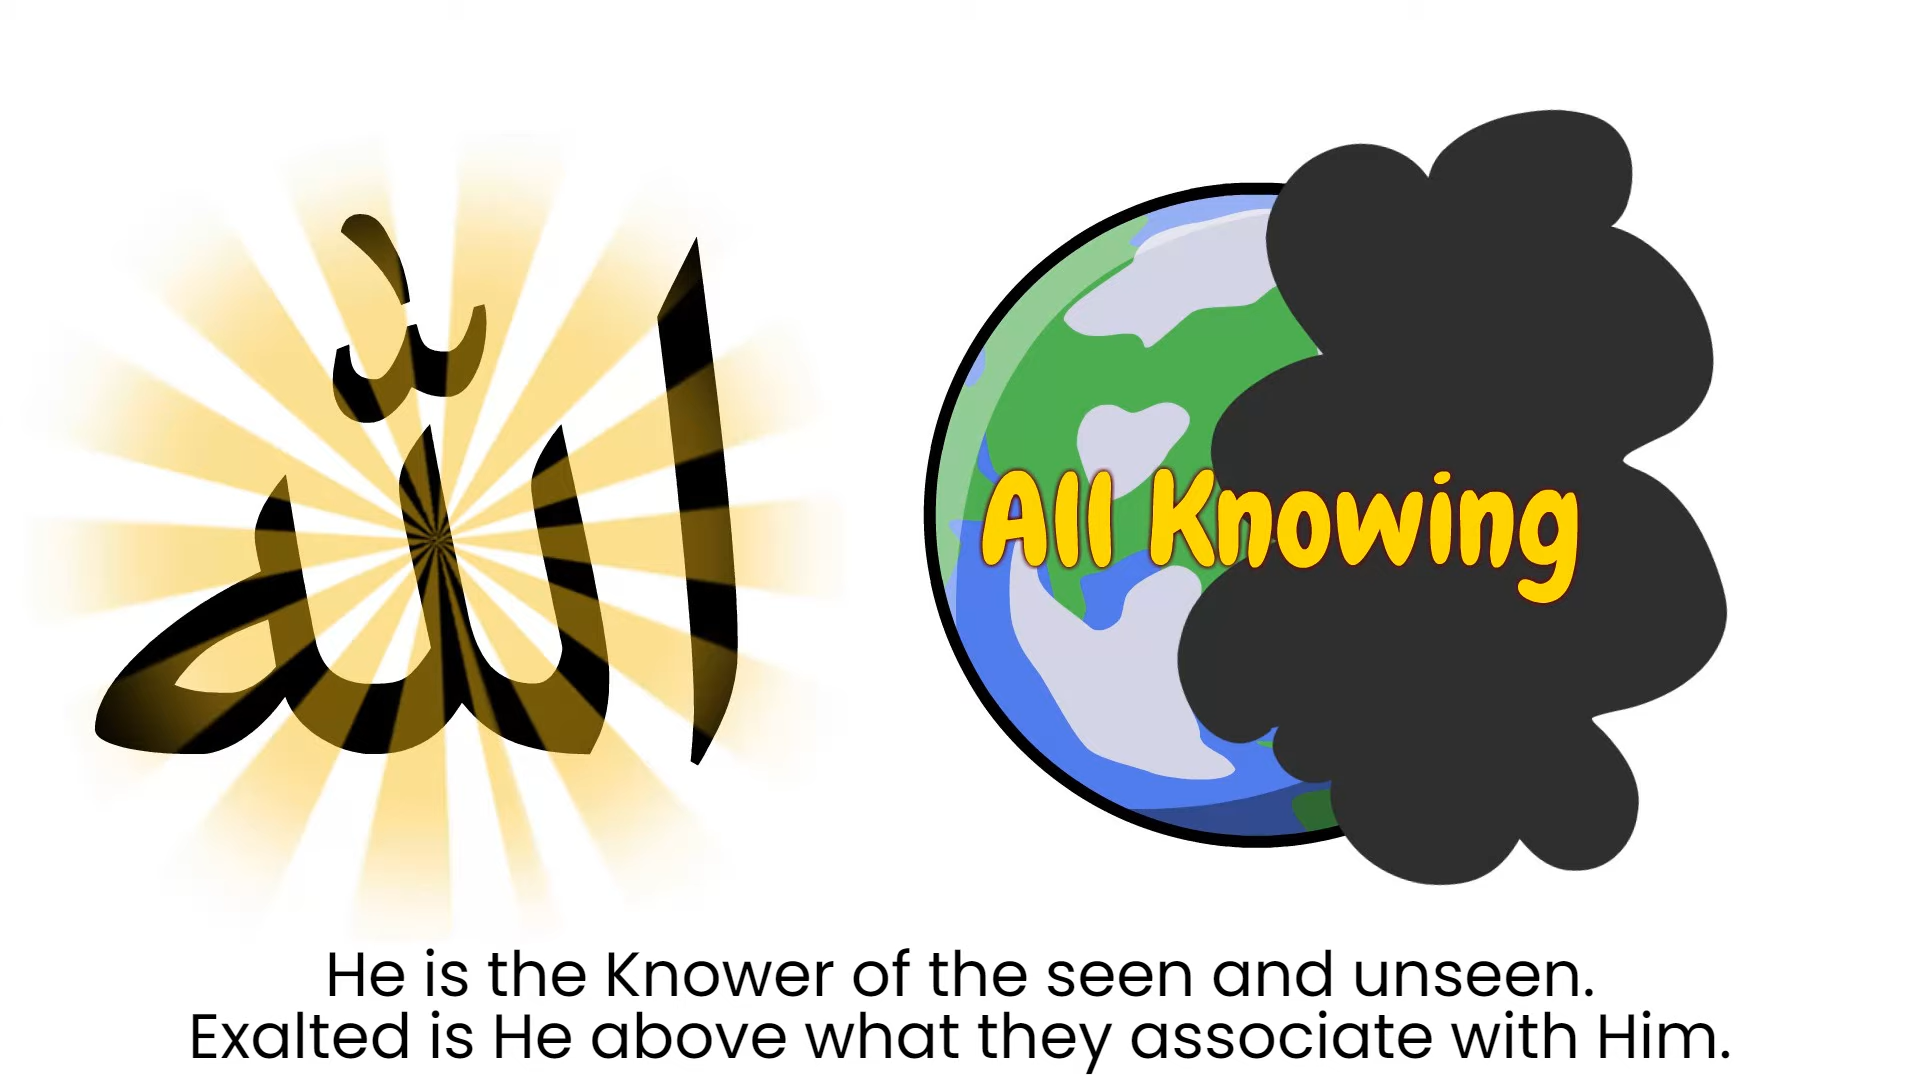 الله
All Knowing
He is the Knower of the seen and unseen.
Exalted is He above what they associate with Him.